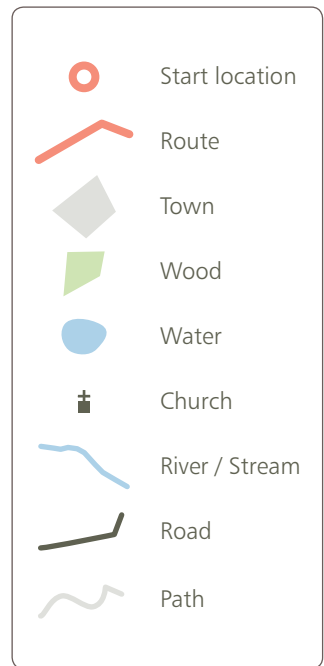 Start location
Route
Town
Wood
Water
Church
River / Stream
Road
Path